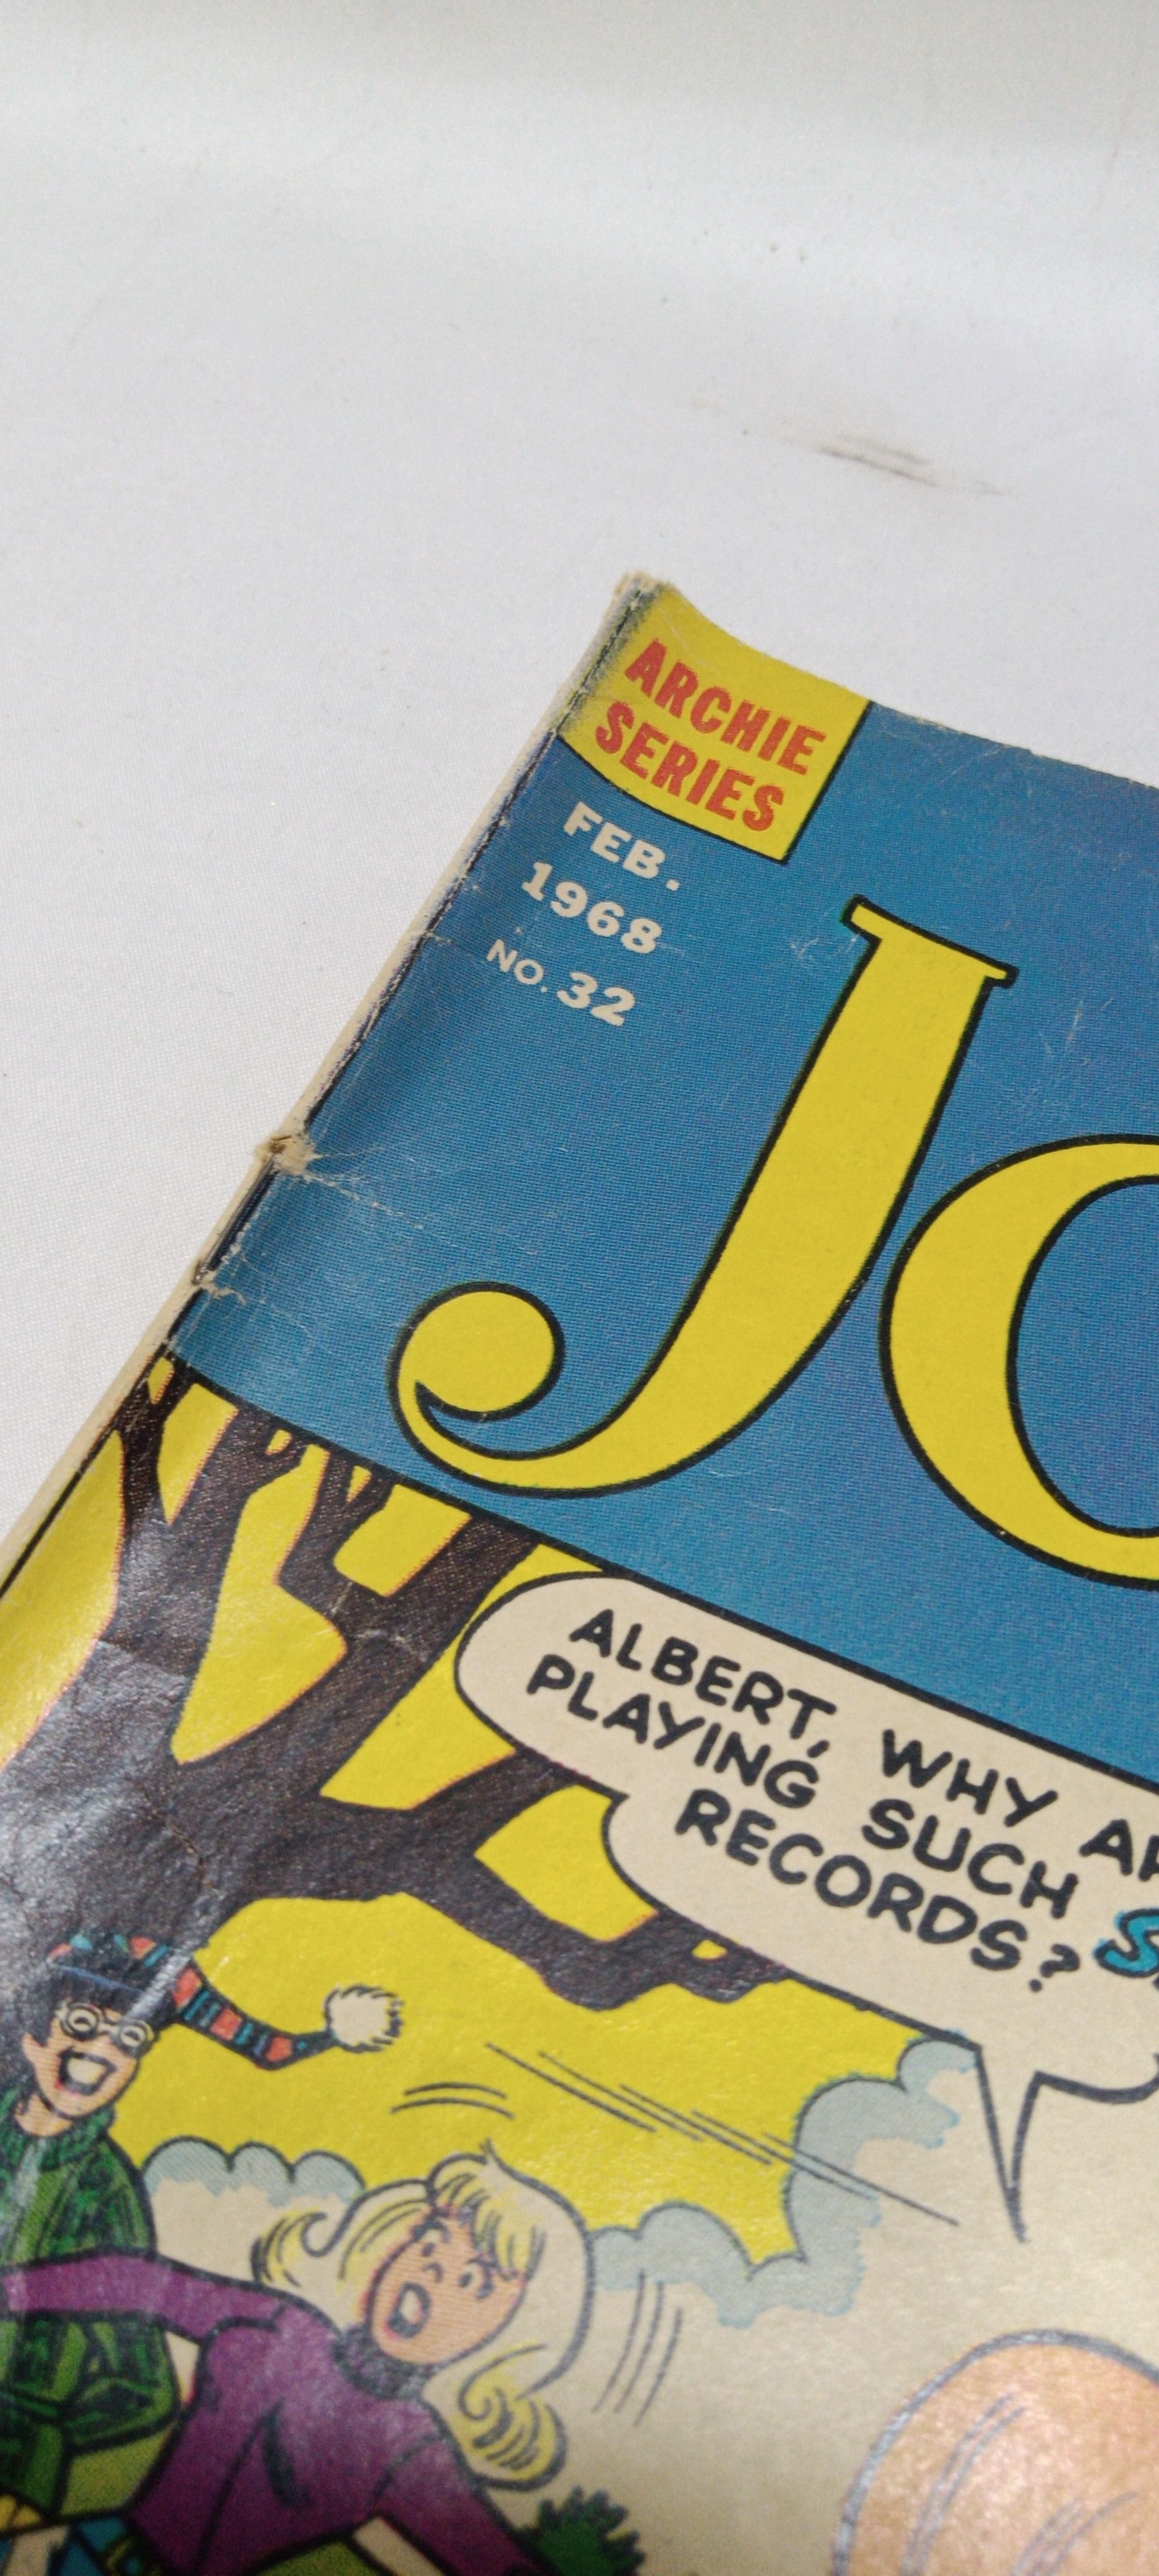 ARCHIE
SERIES
FEB.
1968
NO. 32
Jo
ALBERT, WHY
PLAYING SUCH
RECORDS?